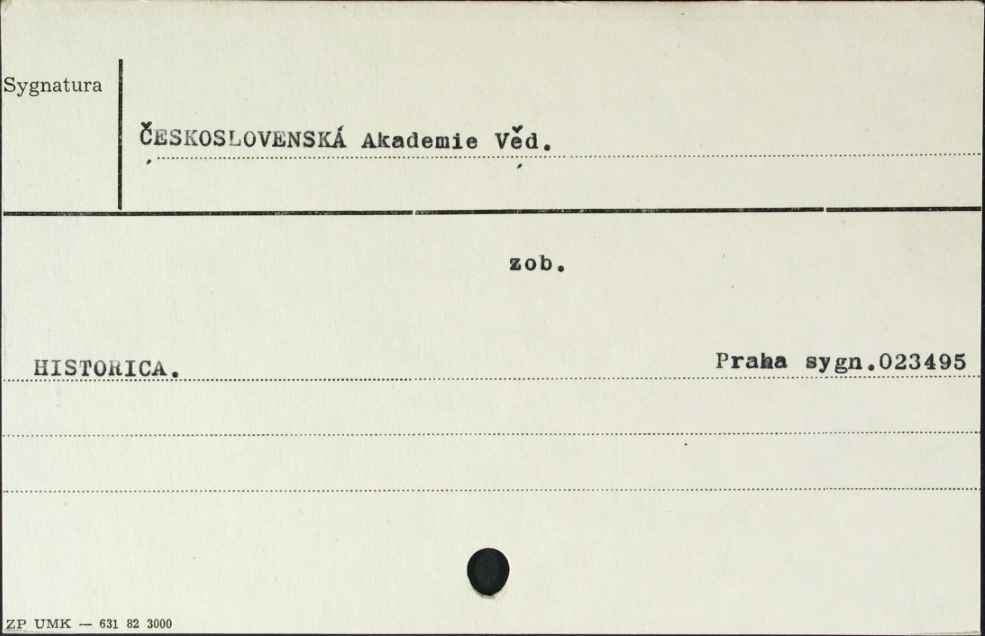 Sygnatura
ČESKOSLOVENSKÁ Akademie Věd.
zob.
HISTORICA. Praha sygn.023495
ZP UMK — 631 82 3000